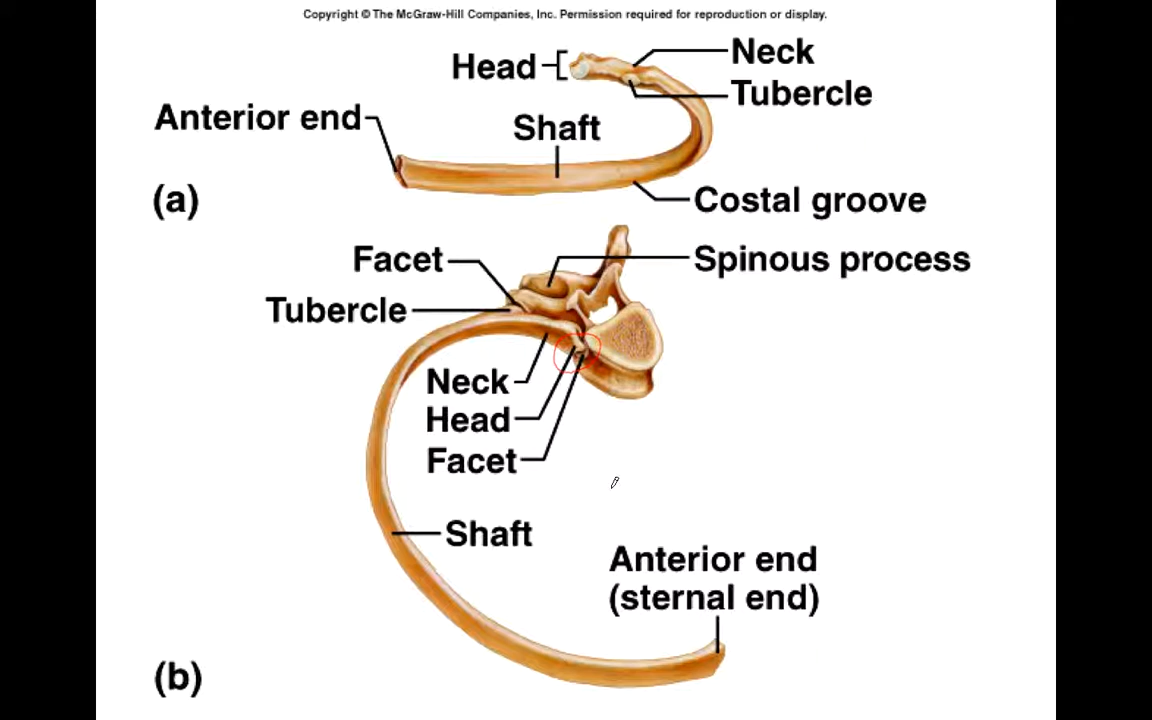 Copyright © The McGraw-Hill Companies, Inc. Permission required for reproduction or display.
Head
Neck
Tubercle
Anterior end
Shaft
(a)
Costal groove
Facet
Spinous process
Tubercle
Neck
Head
Facet
Shaft
Anterior end
(sternal end)
(b)